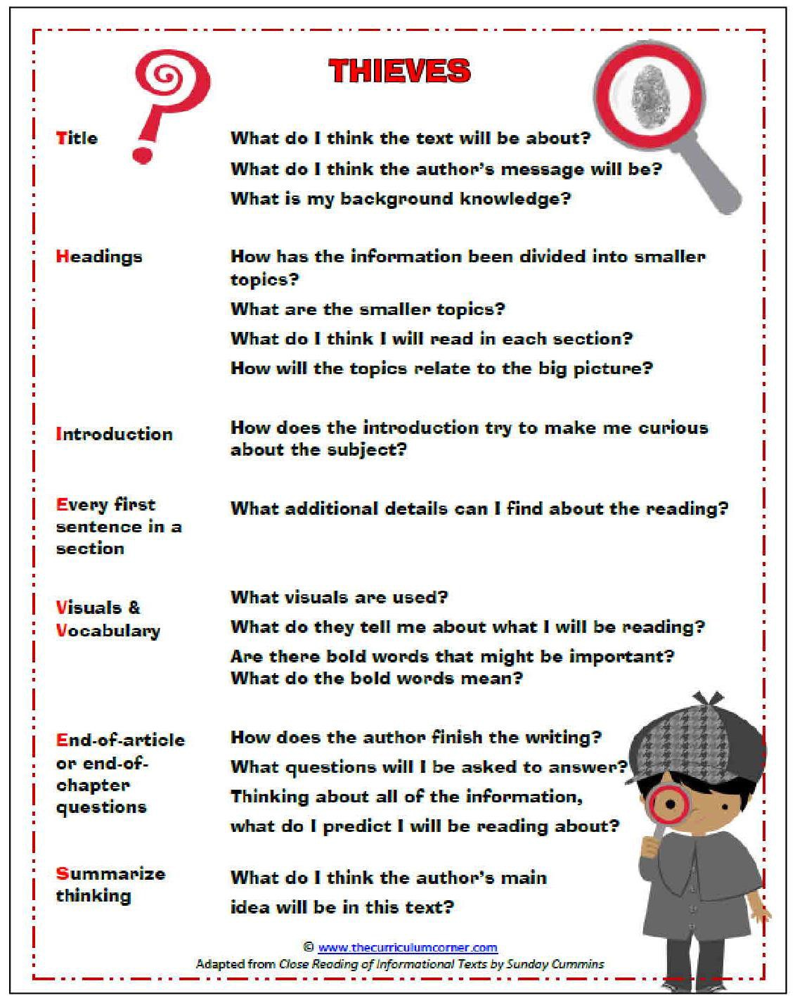 THIEVES
Title
What do I think the text will be about?
What do I think the author's message will be?
What is my background knowledge?
Headings
How has the information been divided into smaller
topics?
What are the smaller topics?
What do I think I will read in each section?
How will the topics relate to the big picture?
Introduction
How does the introduction try to make me curious
about the subject?
Every first
sentence in a
section
What additional details can I find about the reading?
Visuals &
Vocabulary
What visuals are used?
What do they tell me about what I will be reading?
Are there bold words that might be important?
What do the bold words mean?
End-of-article
or end-of-
chapter
questions
How does the author finish the writing?
What questions will I be asked to answer?
Thinking about all of the information,
what do I predict I will be reading about?
Summarize
thinking
What do I think the author's main
idea will be in this text?
© www.thecurriculumcorner.com
Adapted from Close Reading of Informational Texts by Sunday Cummins